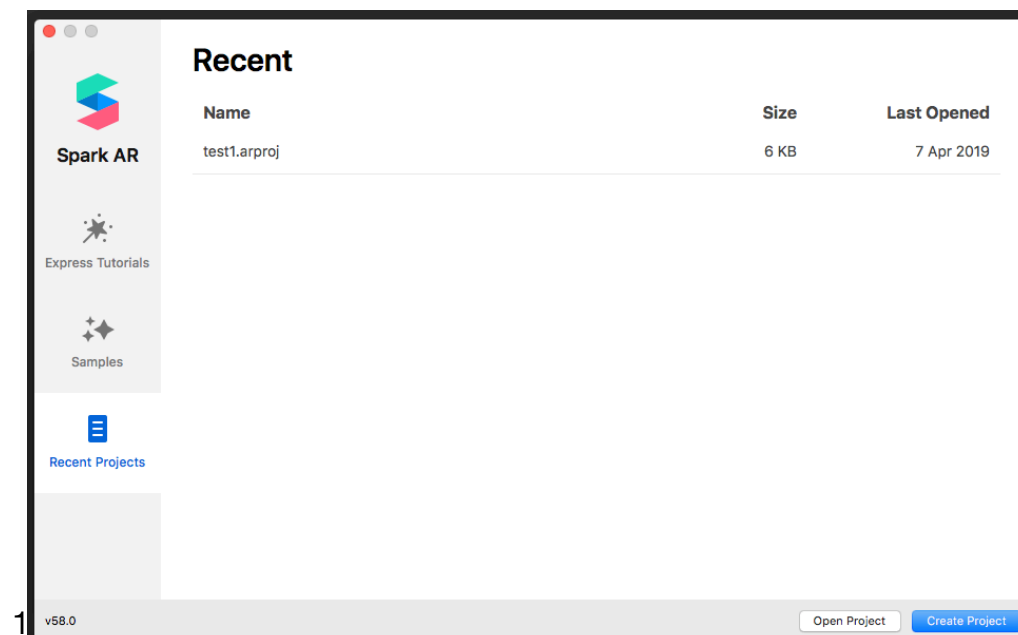 Recent
Name Size Last Opened
Spark AR
test1.arproj 6 KB 7 Apr 2019
Express Tutorials
Samples
Recent Projects
1
v58.0
Open Project Create Project